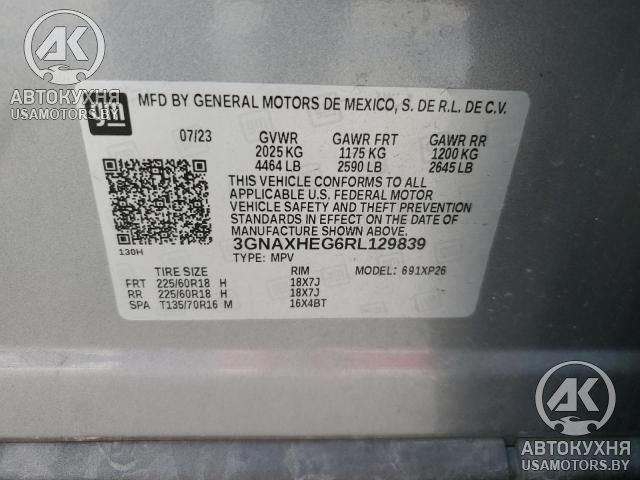 АК
АВТОКУХНЯ
USAMOTORS.BY
gm
MFD BY GENERAL MOTORS DE MEXICO, S. DE R.L. DE C.V.
07/23 GVWR GAWR FRT GAWR RR
2025 KG 1175 KG 1200 KG
4464 LB 2590 LB 2645 LB
THIS VEHICLE CONFORMS TO ALL
APPLICABLE U.S. FEDERAL MOTOR
VEHICLE SAFETY AND THEFT PREVENTION
STANDARDS IN EFFECT ON THE DATE OF
MANUFACTURE SHOWN ABOVE.
3GNAXHEG6RL129839
130H
TYPE: MPV
MODEL: 691XP26
TIRE SIZE RIM
FRT 225/60R18 H 18X7J
RR 225/60R18 H 18X7J
SPA T135/70R16 M 16X4BT
АК
АВТОКУХНЯ
USAMOTORS.BY